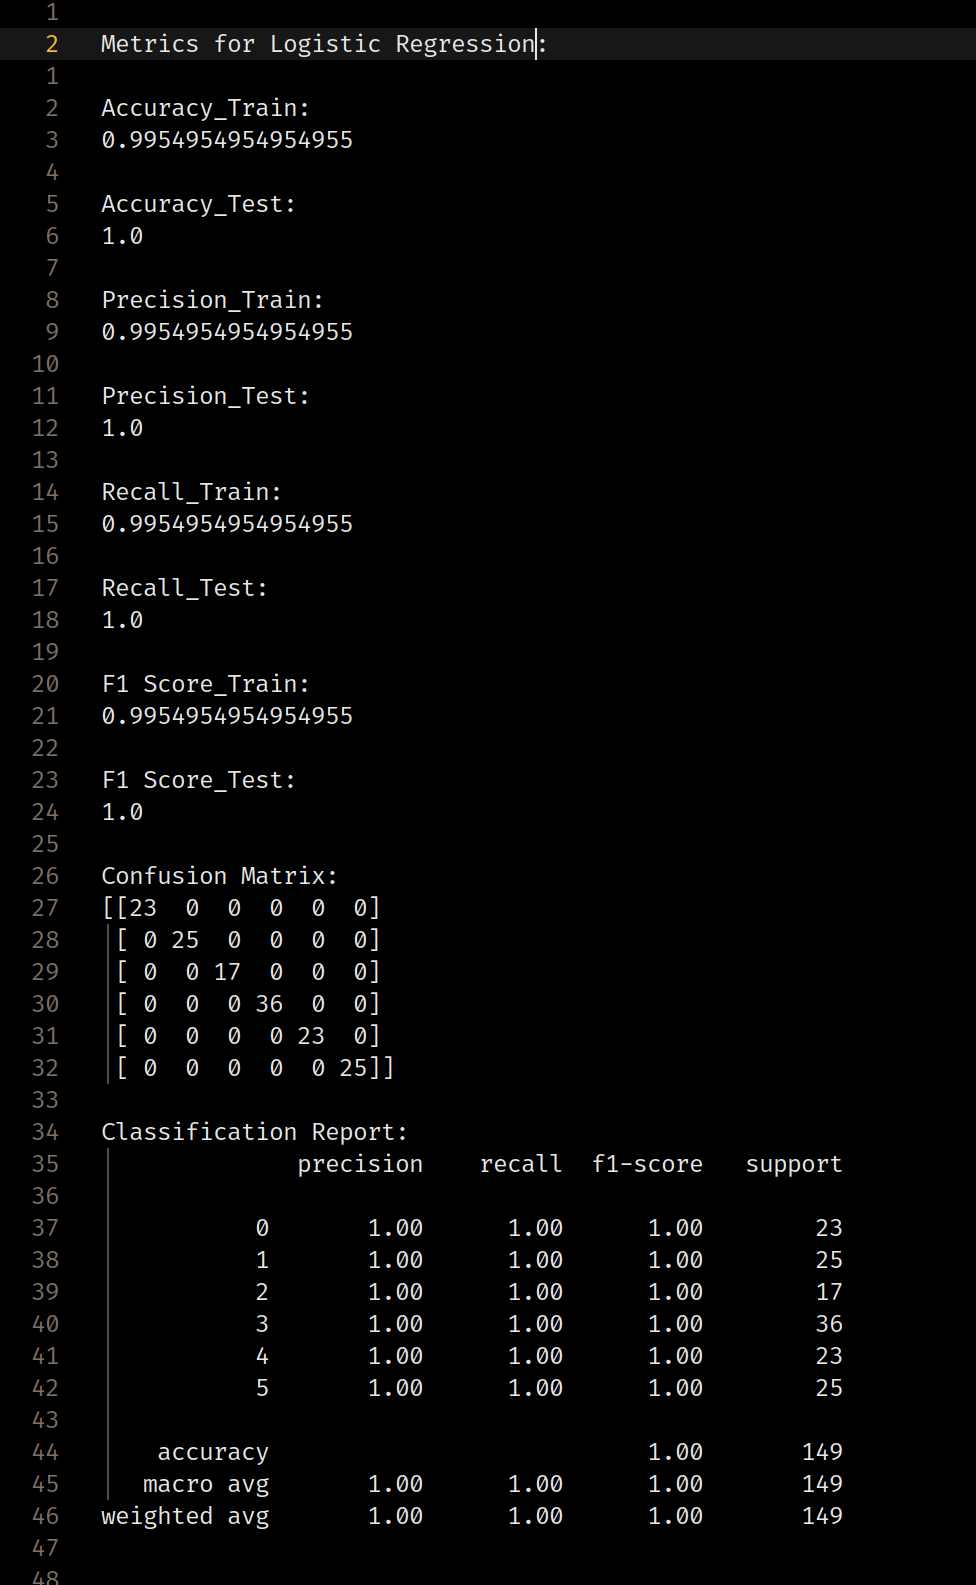 1
2 Metrics for Logistic Regression:
1
2 Accuracy_Train:
3 0.9954954954954955
4
5 Accuracy_Test:
6 1.0
7
8 Precision_Train:
9 0.9954954954954955
10
11 Precision_Test:
12 1.0
13
14 Recall_Train:
15 0.9954954954954955
16
17 Recall_Test:
18 1.0
19
20 F1 Score_Train:
21 0.9954954954954955
22
23 F1 Score_Test:
24 1.0
25
26 Confusion Matrix:
27 [[23  0  0  0  0  0]
28  [ 0 25  0  0  0  0]
29  [ 0  0 17  0  0  0]
30  [ 0  0  0 36  0  0]
31  [ 0  0  0  0 23  0]
32  [ 0  0  0  0  0 25]]
33
34 Classification Report:
35               precision    recall  f1-score   support
36
37            0       1.00      1.00      1.00        23
38            1       1.00      1.00      1.00        25
39            2       1.00      1.00      1.00        17
40            3       1.00      1.00      1.00        36
41            4       1.00      1.00      1.00        23
42            5       1.00      1.00      1.00        25
43
44     accuracy                           1.00       149
45    macro avg       1.00      1.00      1.00       149
46 weighted avg       1.00      1.00      1.00       149
47
48